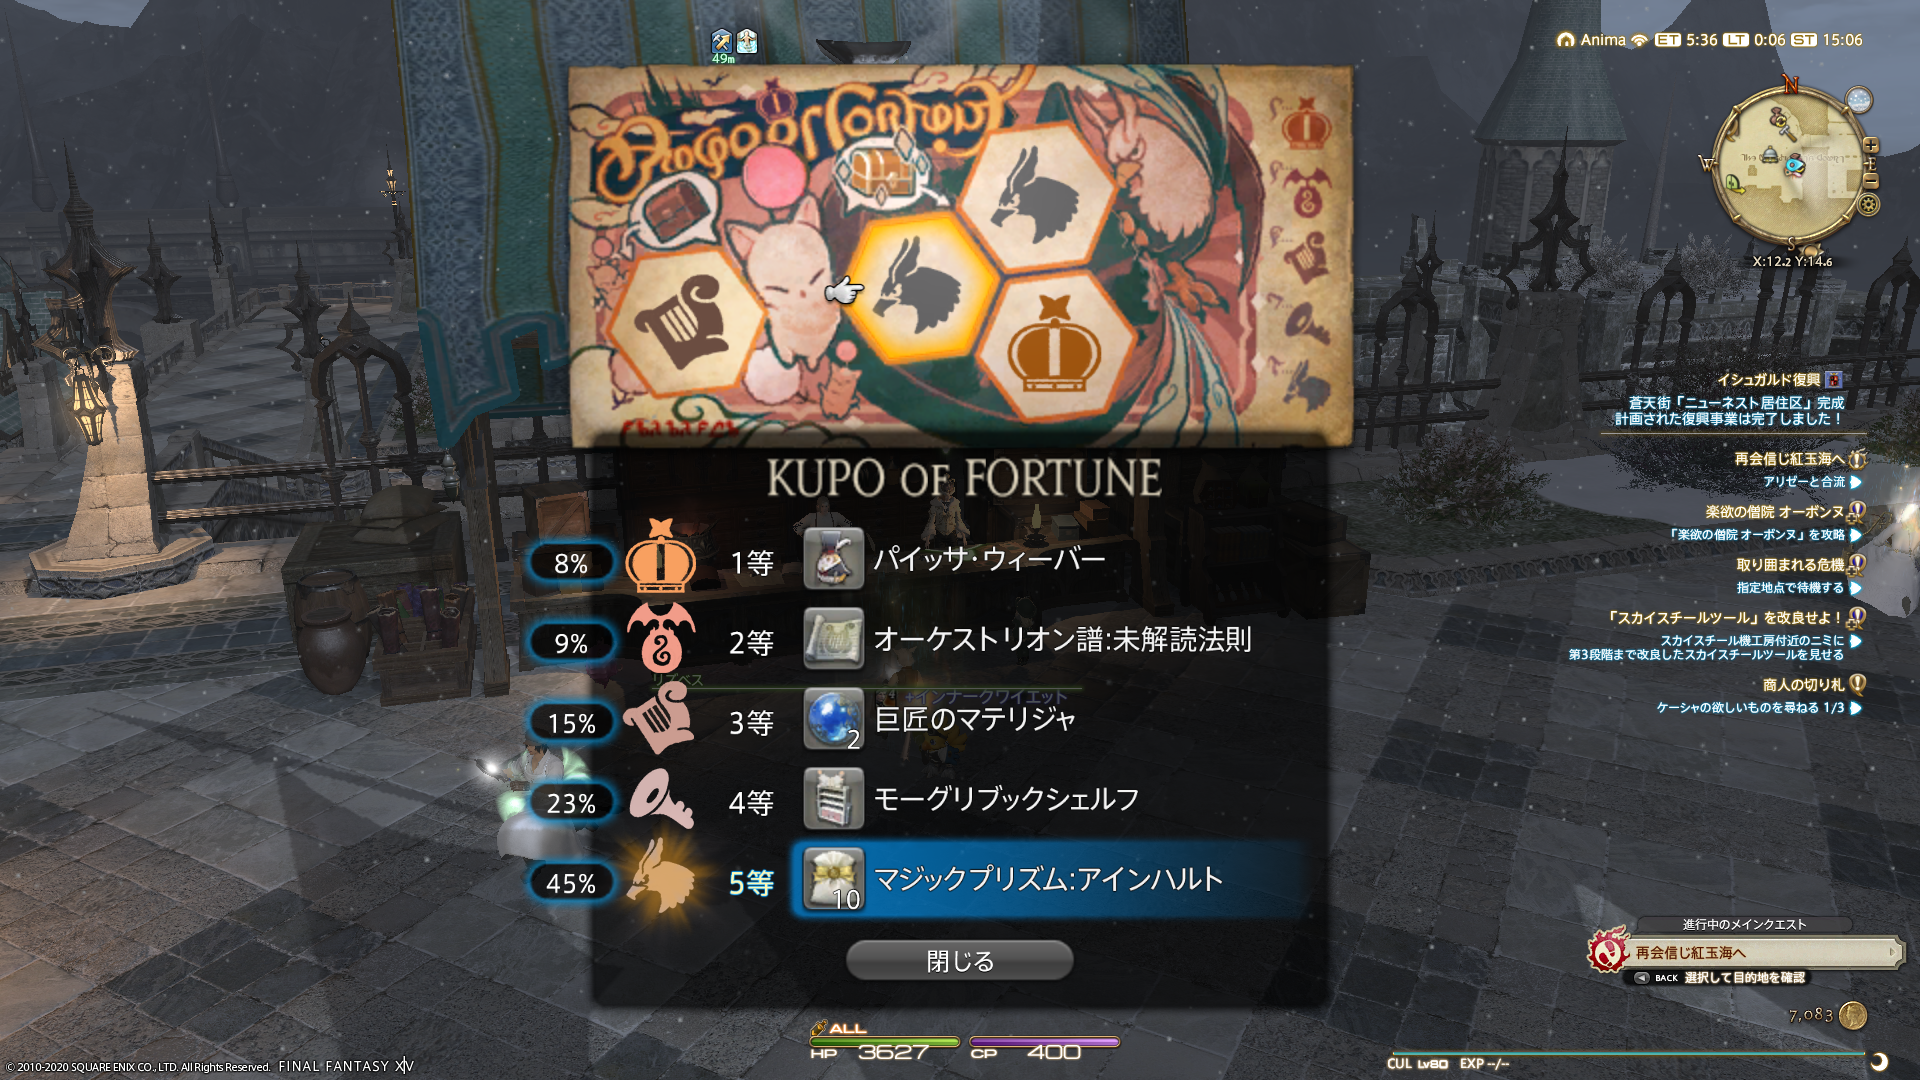 49m
Anima ET 5:36 LT 0:06 ST 15:06
N
W
E
S
X:12.2 Y:14.6
イシュガルド復興
蒼天街「ニューネスト居住区」完成
計画された復興事業は完了しました！
再会信じ紅玉海へ
アリゼーと合流
楽欲の僧院 オーボンヌ
「楽欲の僧院 オーボンヌ」を攻略
取り囲まれる危機
指定地点で待機する
「スカイスチールツール」を改良せよ！
スカイスチール機工房付近のニミに
第3段階まで改良したスカイスチールツールを見せる
商人の切り札
ケーシャの欲しいものを尋ねる 1/3
KUPO OF FORTUNE
8% 1等 パイッサ・ウィーバー
9% 2等 オーケストリオン譜:未解読法則
リズベス
インナークワイエット
15% 3等 2 巨匠のマテリジャ
23% 4等 モーグリブックシェルフ
45% 5等 10 マジックプリズム:アインハルト
閉じる
進行中のメインクエスト
再会信じ紅玉海へ
BACK 選択して目的地を確認
7,083
ALL
HP 3627 CP 400
CUL Lv80 EXP --/--
© 2010-2020 SQUARE ENIX CO., LTD. All Rights Reserved. FINAL FANTASY XIV